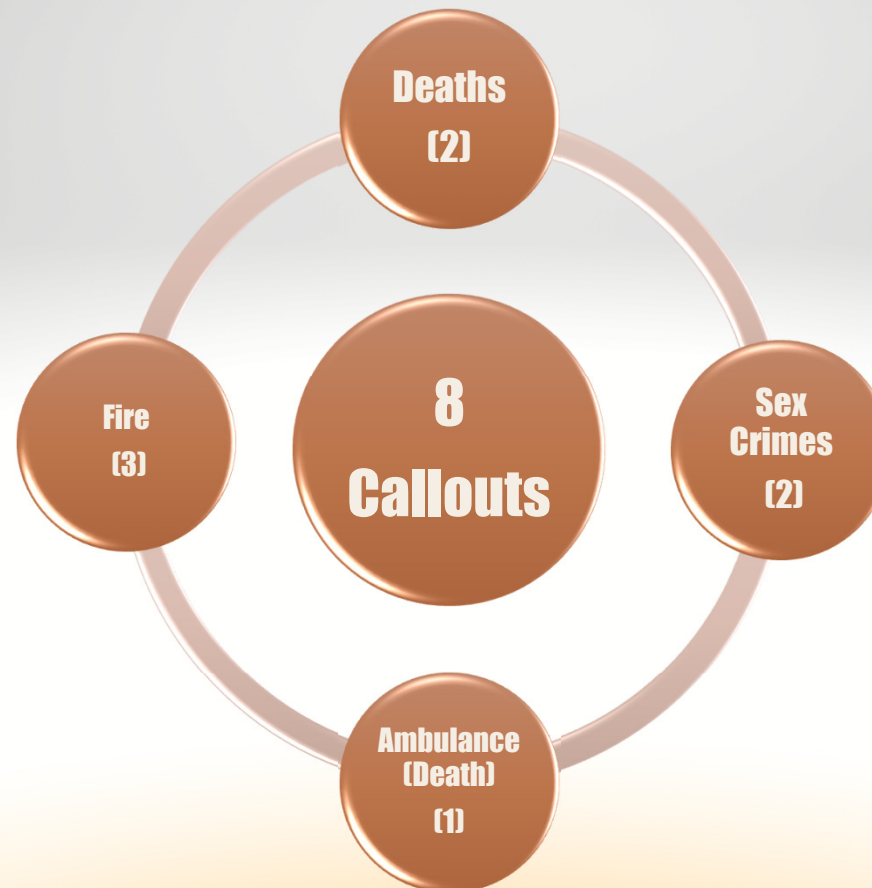 Deaths
(2)
Fire
(3)
8
Callouts
Sex
Crimes
(2)
Ambulance
(Death)
(1)